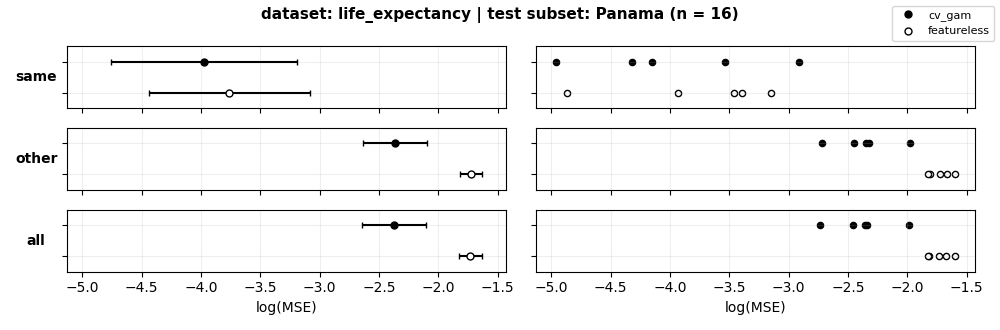 dataset: life_expectancy | test subset: Panama (n = 16)
cv_gam
featureless
same
other
all
−5.0 −4.5 −4.0 −3.5 −3.0 −2.5 −2.0 −1.5
−5.0 −4.5 −4.0 −3.5 −3.0 −2.5 −2.0 −1.5
log(MSE)
log(MSE)